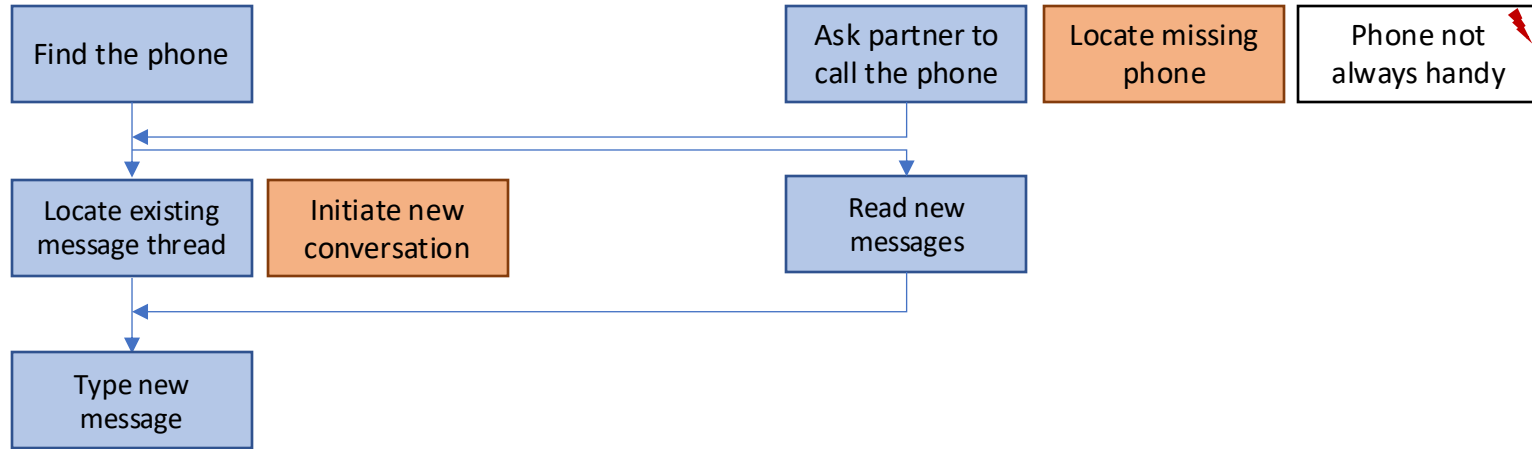 Find the phone
Ask partner to
call the phone
Locate missing
phone
Phone not
always handy
Locate existing
message thread
Initiate new
conversation
Read new
messages
Type new
message